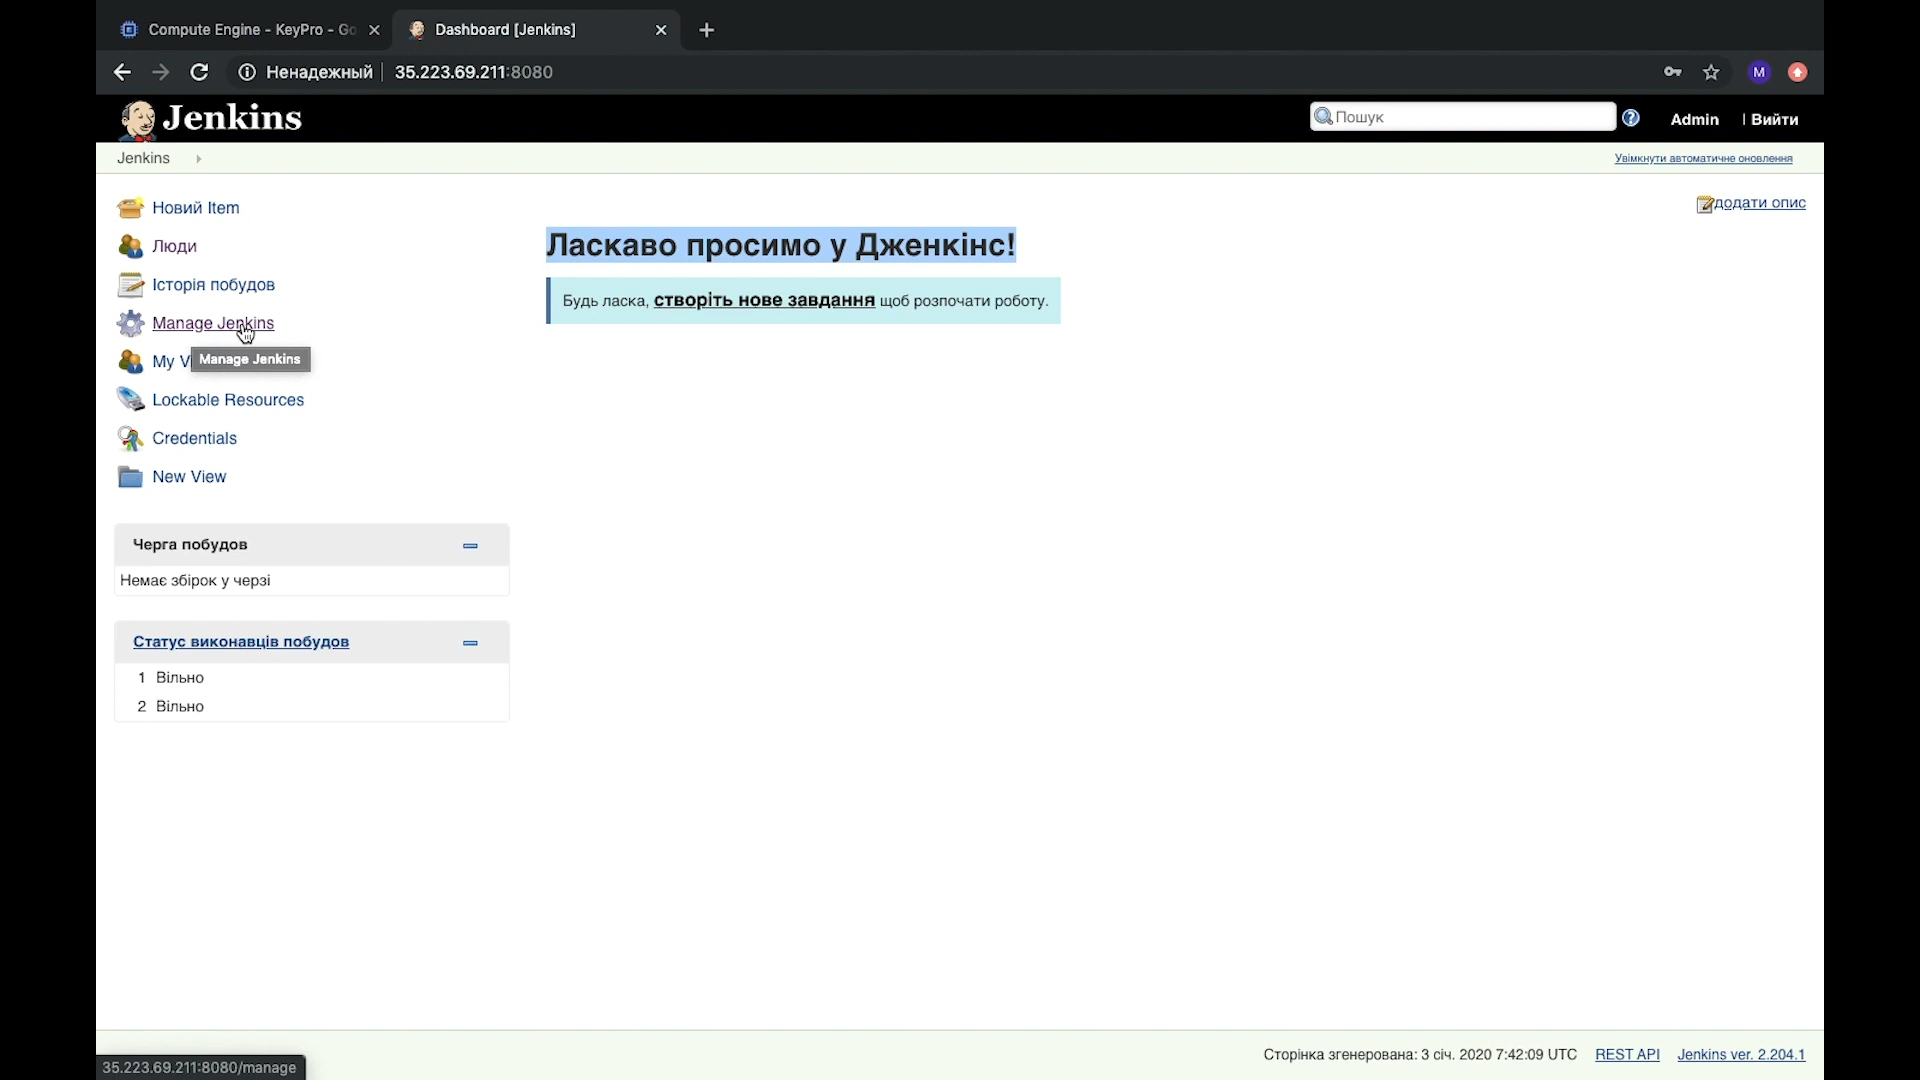 Compute Engine - KeyPro - Go
Dashboard [Jenkins]
Ненадежный
35.223.69.211:8080
M
Jenkins
Пошук
Admin
| Вийти
Jenkins
Увімкнути автоматичне оновлення
Новий Item
додати опис
Люди
Ласкаво просимо у Дженкінс!
Історія побудов
Будь ласка, створіть нове завдання щоб розпочати роботу.
Manage Jenkins
My V
Manage Jenkins
Lockable Resources
Credentials
New View
Черга побудов
Немає збірок у черзі
Статус виконавців побудов
1 Вільно
2 Вільно
Сторінка згенерована: 3 січ. 2020 7:42:09 UTC
REST API
Jenkins ver. 2.204.1
35.223.69.211:8080/manage